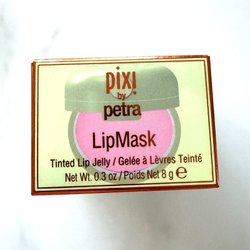 pixi
by
petra
LipMask
Tinted Lip Jelly / Gelée à Lèvres Teinté
Net Wt. 0.3 oz / Poids Net 8 g ℮